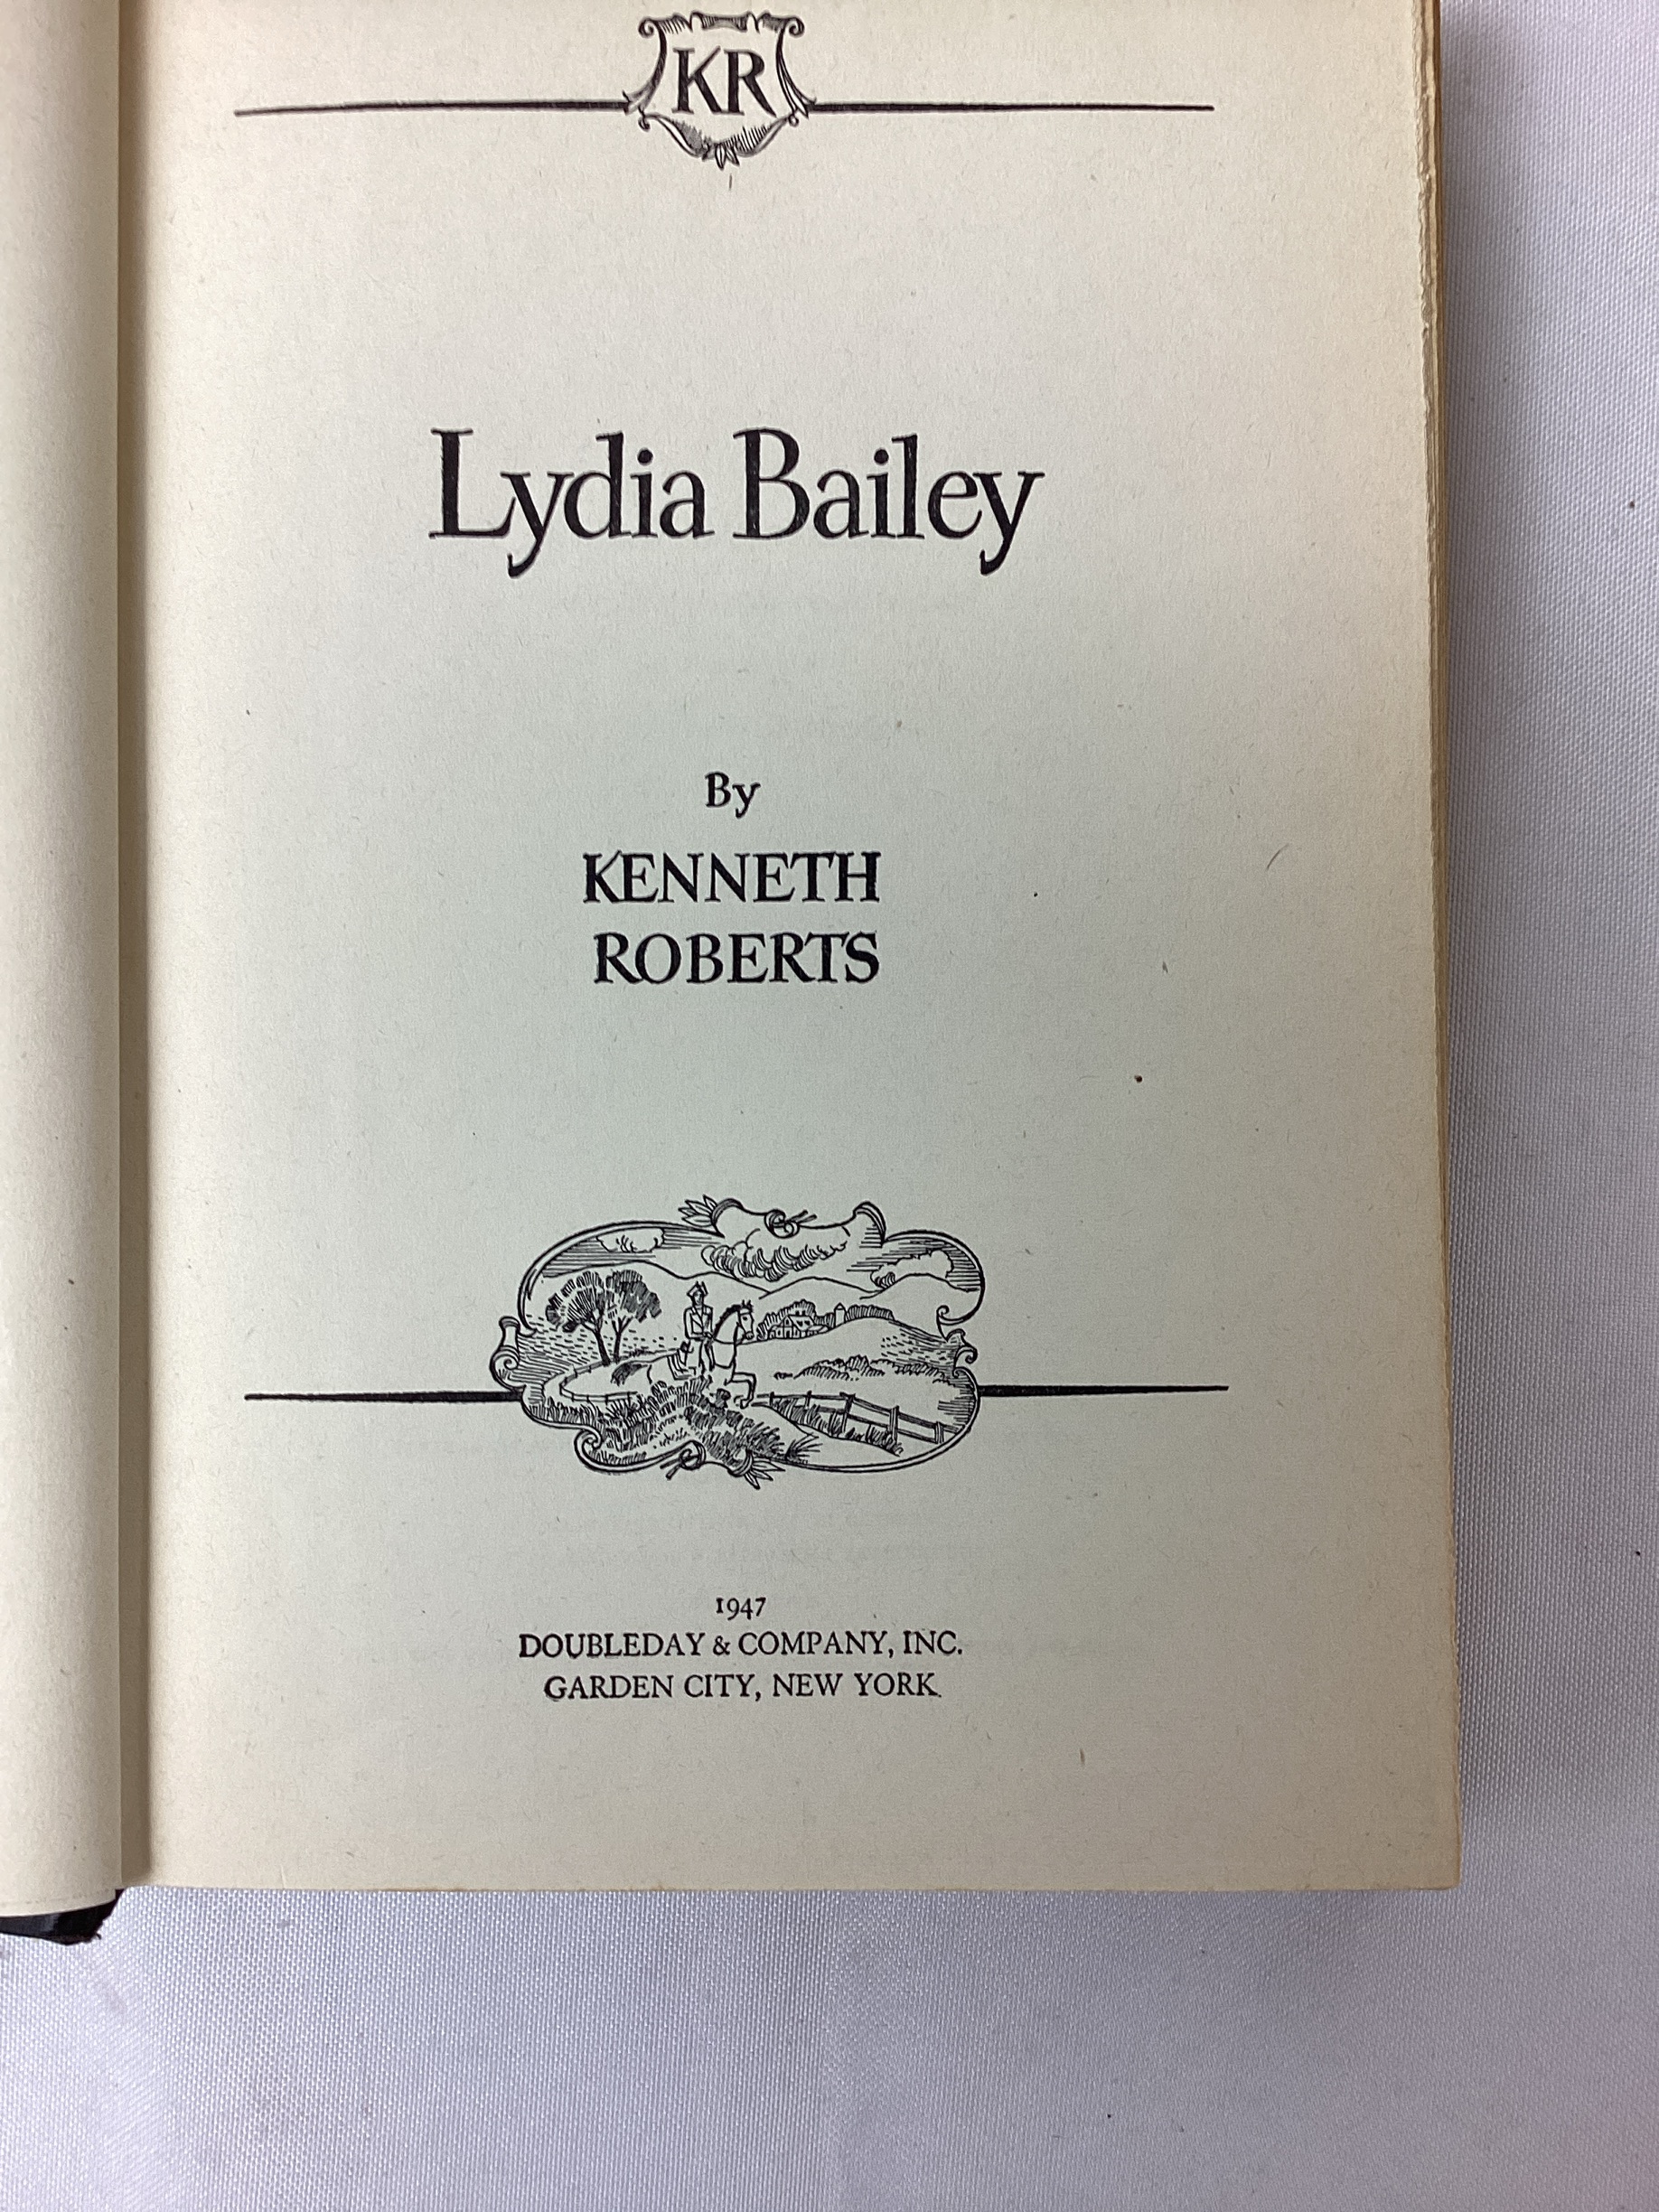 KR
Lydia Bailey
By
KENNETH
ROBERTS
1947
DOUBLEDAY & COMPANY, INC.
GARDEN CITY, NEW YORK